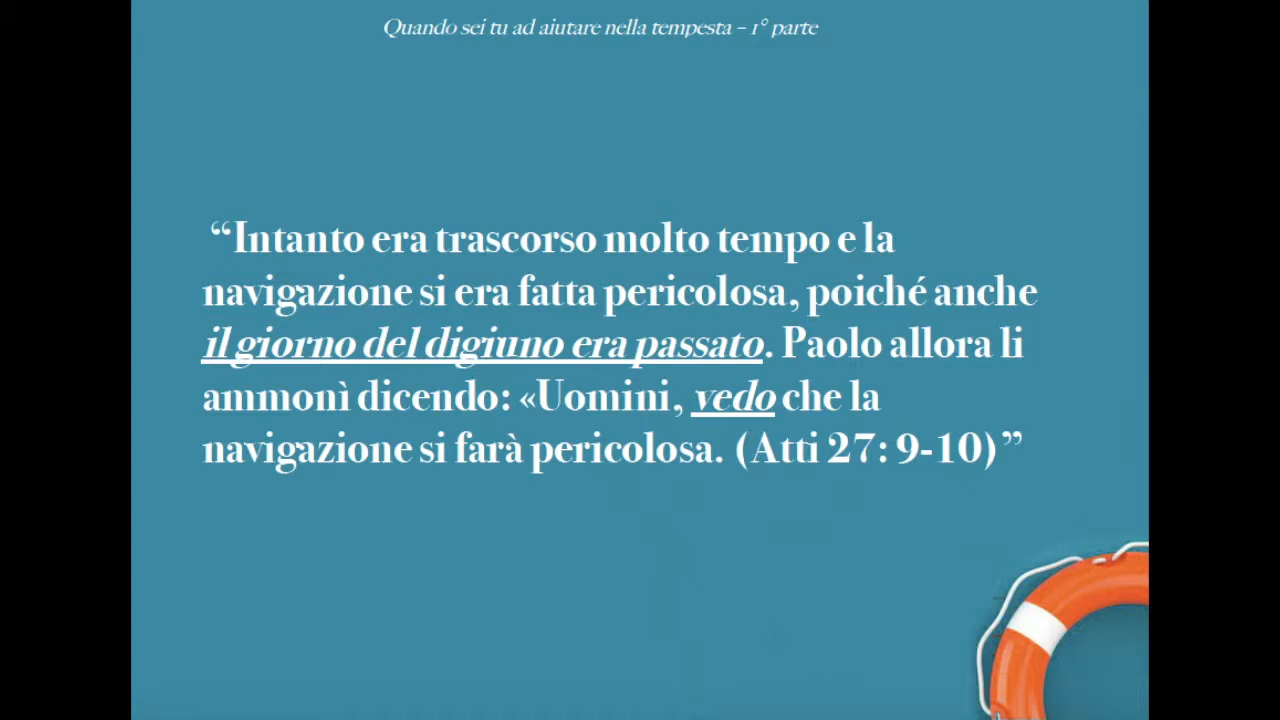 Quando sei tu ad aiutare nella tempesta – 1° parte
“Intanto era trascorso molto tempo e la
navigazione si era fatta pericolosa, poiché anche
il giorno del digiuno era passato. Paolo allora li
ammonì dicendo: «Uomini, vedo che la
navigazione si farà pericolosa. (Atti 27: 9-10)”